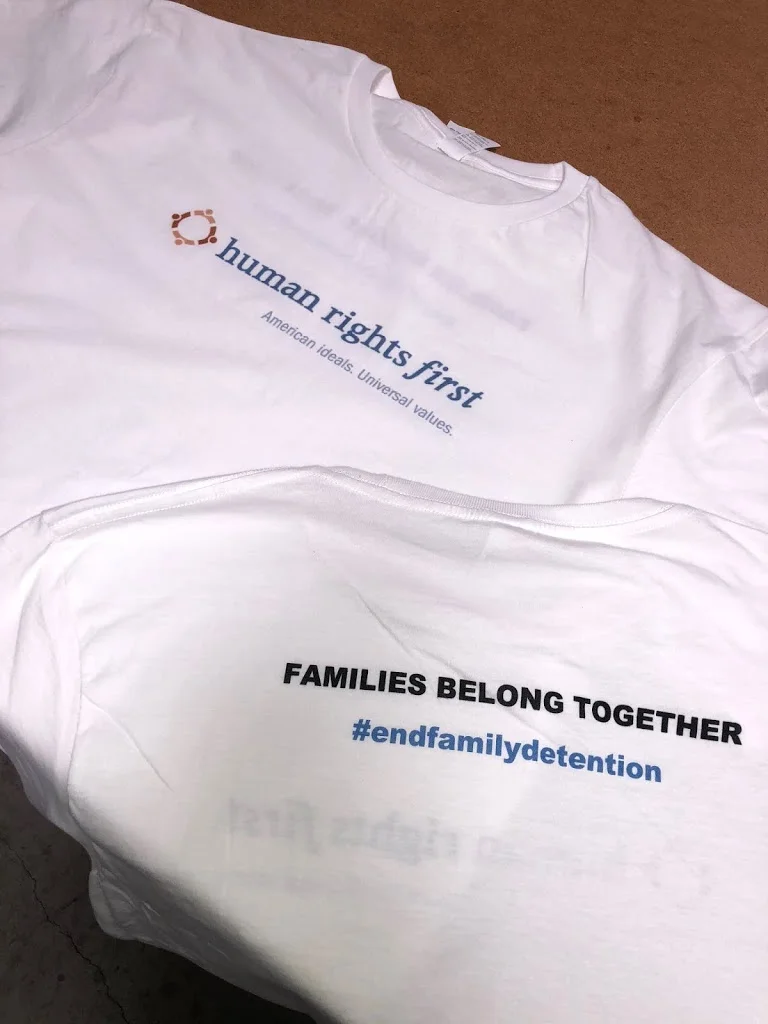 human rights first
American ideals. Universal values.
FAMILIES BELONG TOGETHER
#endfamilydetention